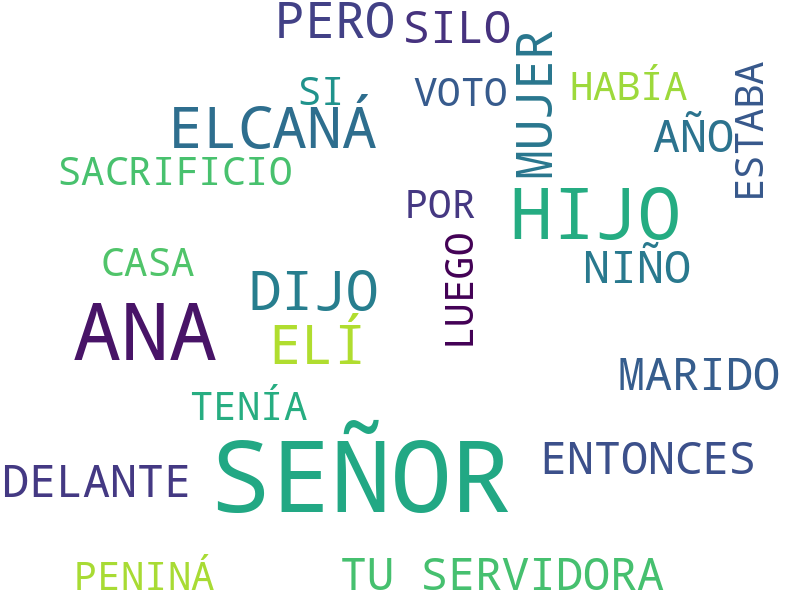 PERO SILO
MUJER
ESTABA
SI VOTO HABÍA
ELCANÁ AÑO
SACRIFICIO
POR HIJO
LUEGO
CASA DIJO NIÑO
ANA ELÍ
MARIDO
TENÍA
SEÑOR ENTONCES
DELANTE
PENINÁ TU SERVIDORA